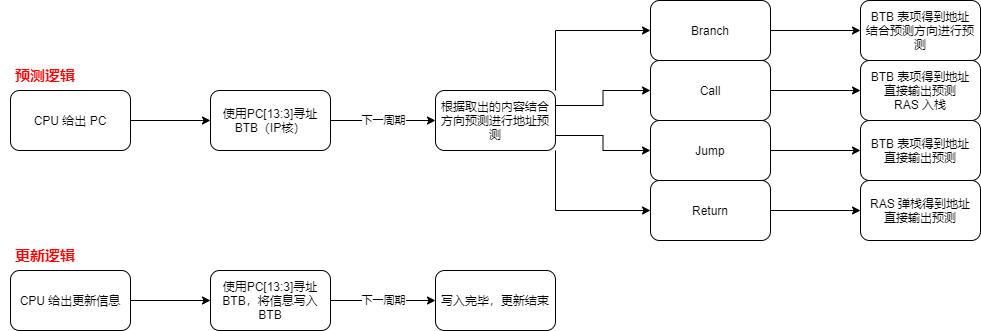 预测逻辑
CPU 给出 PC
使用PC[13:3]寻址
BTB（IP核）
下一周期
根据取出的内容结合
方向预测进行地址预
测
Branch
BTB 表项得到地址
结合预测方向进行预
测
Call
BTB 表项得到地址
直接输出预测
RAS 入栈
Jump
BTB 表项得到地址
直接输出预测
Return
RAS 弹栈得到地址
直接输出预测
更新逻辑
CPU 给出更新信息
使用PC[13:3]寻址
BTB，将信息写入
BTB
下一周期
写入完毕，更新结束